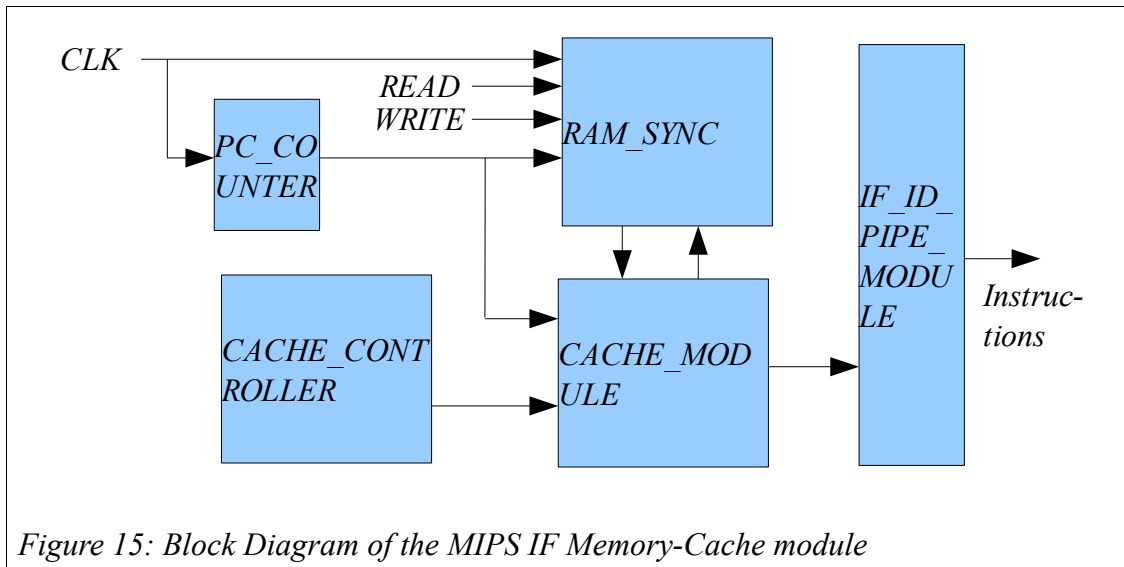 CLK
READ
WRITE
PC_CO
UNTER
RAM_SYNC
IF_ID_
PIPE_
MODU
LE
Instruc-
tions
CACHE_CONT
ROLLER
CACHE_MOD
ULE
Figure 15: Block Diagram of the MIPS IF Memory-Cache module